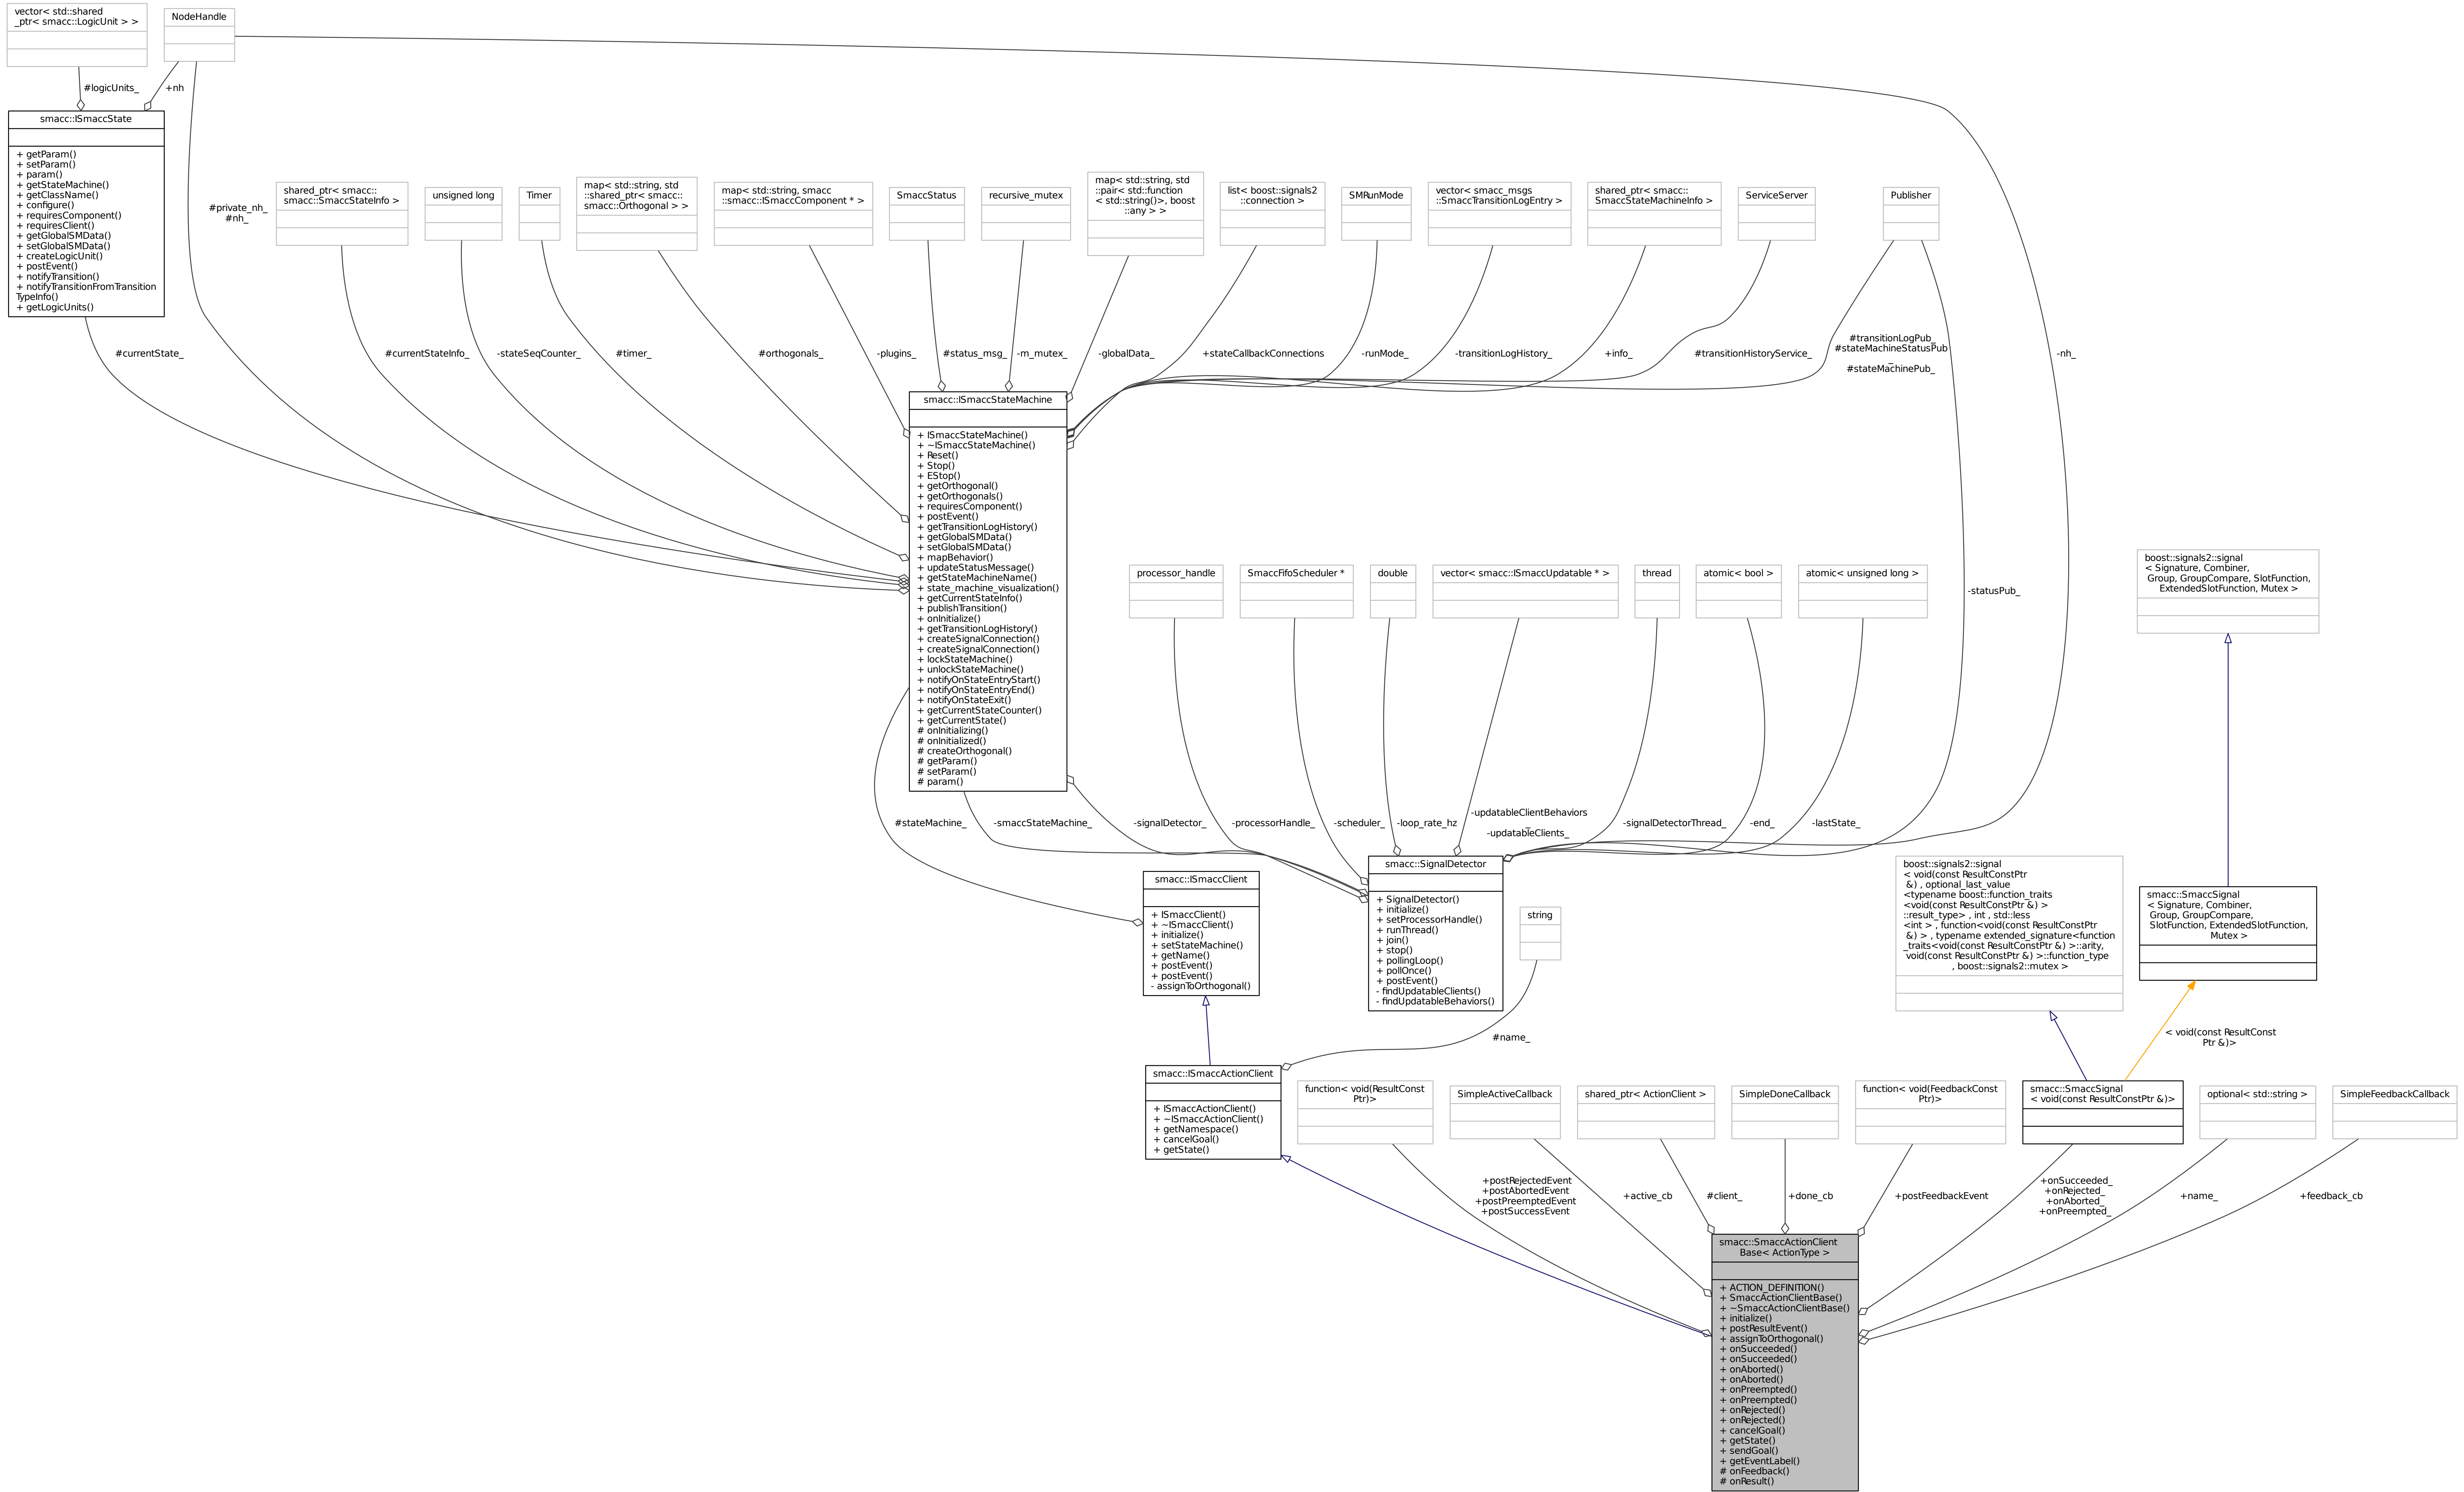 vector< std::shared
_ptr< smacc::LogicUnit > >
NodeHandle
#logicUnits_
+nh
smacc::ISmaccState
+ getParam()
+ setParam()
+ param()
+ getStateMachine()
+ getClassName()
+ configure()
+ requiresComponent()
+ requiresClient()
+ getGlobalSMData()
+ setGlobalSMData()
+ createLogicUnit()
+ postEvent()
+ notifyTransition()
+ notifyTransitionFromTransition
TypeInfo()
+ getLogicUnits()
#private_nh_
#nh_
shared_ptr< smacc::
smacc::SmaccStateInfo >
unsigned long
Timer
map< std::string, std
::shared_ptr< smacc::
smacc::Orthogonal > >
map< std::string, smacc
::smacc::ISmaccComponent * >
SmaccStatus
recursive_mutex
map< std::string, std
::pair< std::function
< std::string()>, boost
::any > >
list< boost::signals2
::connection >
SMRunMode
vector< smacc_msgs
::SmaccTransitionLogEntry >
shared_ptr< smacc::
SmaccStateMachineInfo >
ServiceServer
Publisher
#currentState_
#currentStateInfo_
-stateSeqCounter_
#timer_
#orthogonals_
-plugins_
#status_msg_
-m_mutex_
-globalData_
+stateCallbackConnections
-runMode_
-transitionLogHistory_
+info_
#transitionHistoryService_
#transitionLogPub_
#stateMachineStatusPub
_
#stateMachinePub_
-nh_
smacc::ISmaccStateMachine
+ ISmaccStateMachine()
+ ~ISmaccStateMachine()
+ Reset()
+ Stop()
+ EStop()
+ getOrthogonal()
+ getOrthogonals()
+ requiresComponent()
+ postEvent()
+ getTransitionLogHistory()
+ getGlobalSMData()
+ setGlobalSMData()
+ mapBehavior()
+ updateStatusMessage()
+ getStateMachineName()
+ state_machine_visualization()
+ getCurrentStateInfo()
+ publishTransition()
+ onInitialize()
+ getTransitionLogHistory()
+ createSignalConnection()
+ createSignalConnection()
+ lockStateMachine()
+ unlockStateMachine()
+ notifyOnStateEntryStart()
+ notifyOnStateEntryEnd()
+ notifyOnStateExit()
+ getCurrentStateCounter()
+ getCurrentState()
# onInitializing()
# onInitialized()
# createOrthogonal()
# getParam()
# setParam()
# param()
processor_handle
SmaccFifoScheduler *
double
vector< smacc::ISmaccUpdatable * >
thread
atomic< bool >
atomic< unsigned long >
-statusPub_
boost::signals2::signal
< Signature, Combiner,
Group, GroupCompare, SlotFunction,
ExtendedSlotFunction, Mutex >
#stateMachine_
-smaccStateMachine_
-signalDetector_
-processorHandle_
-scheduler_
-loop_rate_hz
-updatableClientBehaviors
_
-updatableClients_
-signalDetectorThread_
-end_
-lastState_
smacc::ISmaccClient
+ ISmaccClient()
+ ~ISmaccClient()
+ initialize()
+ setStateMachine()
+ getName()
+ postEvent()
+ postEvent()
- assignToOrthogonal()
smacc::SignalDetector
+ SignalDetector()
+ initialize()
+ setProcessorHandle()
+ runThread()
+ join()
+ stop()
+ pollingLoop()
+ pollOnce()
+ postEvent()
- findUpdatableClients()
- findUpdatableBehaviors()
string
#name_
boost::signals2::signal
< void(const ResultConstPtr
&) , optional_last_value
<typename boost::function_traits
<void(const ResultConstPtr &) >
::result_type> , int , std::less
<int > , function<void(const ResultConstPtr
&) > , typename extended_signature<function
_traits<void(const ResultConstPtr &) >::arity,
void(const ResultConstPtr &) >::function_type
, boost::signals2::mutex >
smacc::SmaccSignal
< Signature, Combiner,
Group, GroupCompare,
SlotFunction, ExtendedSlotFunction,
Mutex >
< void(const ResultConst
Ptr &)>
smacc::ISmaccActionClient
+ ISmaccActionClient()
+ ~ISmaccActionClient()
+ getNamespace()
+ cancelGoal()
+ getState()
function< void(ResultConst
Ptr)>
SimpleActiveCallback
shared_ptr< ActionClient >
SimpleDoneCallback
function< void(FeedbackConst
Ptr)>
smacc::SmaccSignal
< void(const ResultConstPtr &)>
optional< std::string >
SimpleFeedbackCallback
+postRejectedEvent
+postAbortedEvent
+postPreemptedEvent
+postSuccessEvent
+active_cb
#client_
+done_cb
+postFeedbackEvent
+onSucceeded_
+onRejected_
+onAborted_
+onPreempted_
+name_
+feedback_cb
smacc::SmaccActionClient
Base< ActionType >
+ ACTION_DEFINITION()
+ SmaccActionClientBase()
+ ~SmaccActionClientBase()
+ initialize()
+ postResultEvent()
+ assignToOrthogonal()
+ onSucceeded()
+ onSucceeded()
+ onAborted()
+ onAborted()
+ onPreempted()
+ onPreempted()
+ onRejected()
+ onRejected()
+ cancelGoal()
+ getState()
+ sendGoal()
+ getEventLabel()
# onFeedback()
# onResult()